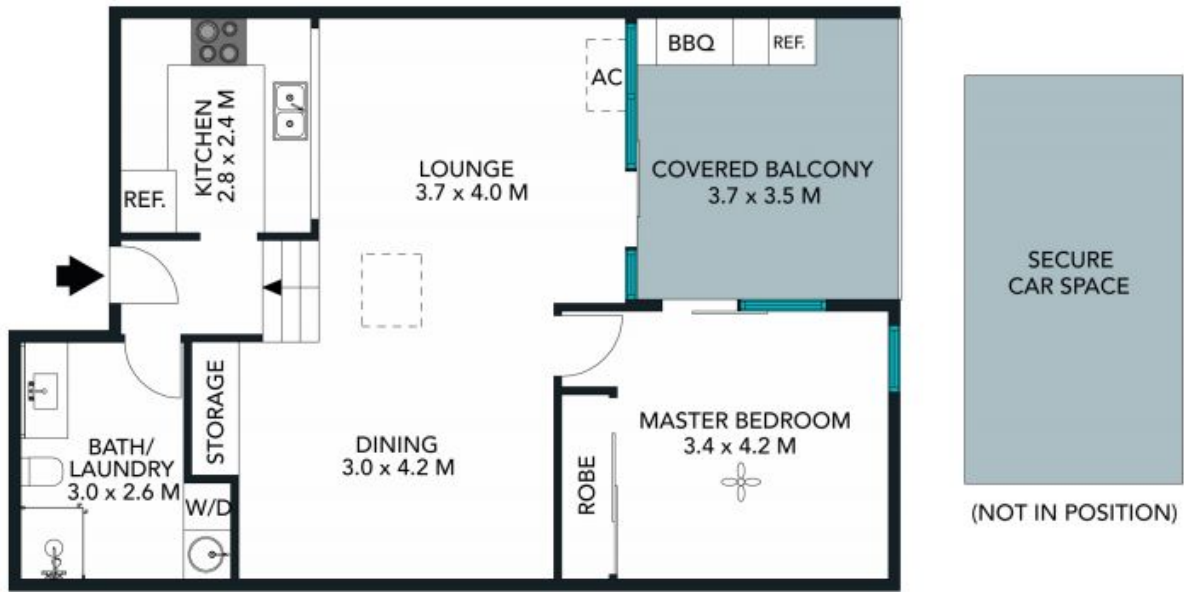 BBQ
REF.
AC
KITCHEN
2.8 x 2.4 M
LOUNGE
3.7 x 4.0 M
COVERED BALCONY
3.7 x 3.5 M
REF.
SECURE
CAR SPACE
STORAGE
MASTER BEDROOM
3.4 x 4.2 M
BATH/
LAUNDRY
3.0 x 2.6 M
DINING
3.0 x 4.2 M
ROBE
W/D
(NOT IN POSITION)